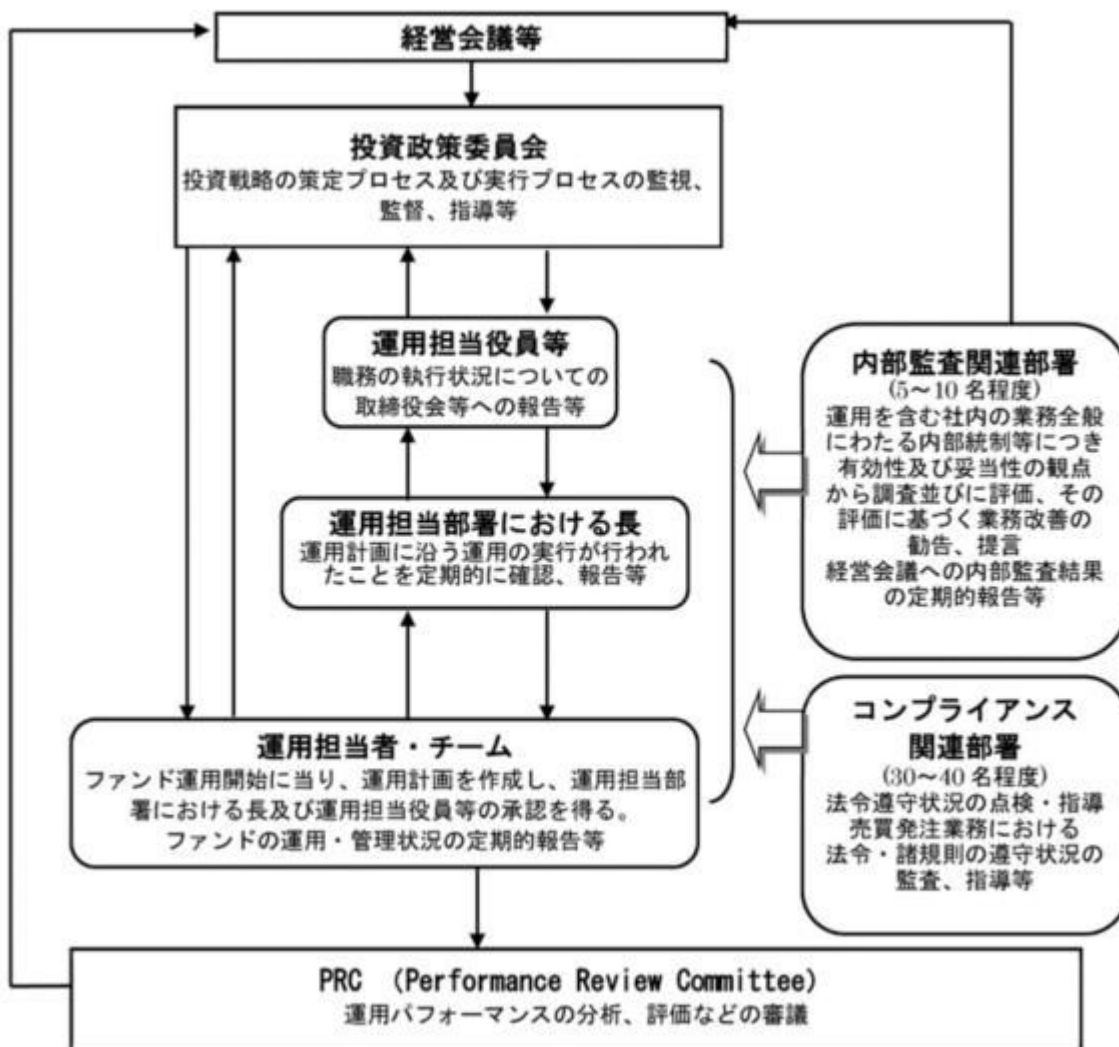 経営会議等
投資政策委員会
投資戦略の策定プロセス及び実行プロセスの監視、
監督、指導等
運用担当役員等
職務の執行状況についての
取締役会等への報告等
運用担当部署における長
運用計画に沿う運用の実行が行われ
たことを定期的に確認、報告等
運用担当者・チーム
ファンド運用開始に当り、運用計画を作成し、運用担当部
署における長及び運用担当役員等の承認を得る。
ファンドの運用・管理状況の定期的報告等
内部監査関連部署
(5～10 名程度)
運用を含む社内の業務全般
にわたる内部統制等につき
有効性及び妥当性の観点
から調査並びに評価、その
評価に基づく業務改善の
勧告、提言
経営会議への内部監査結果
の定期的報告等
コンプライアンス
関連部署
(30～40 名程度)
法令遵守状況の点検・指導
売買発注業務における
法令・諸規則の遵守状況の
監査、指導等
PRC （Performance Review Committee）
運用パフォーマンスの分析、評価などの審議